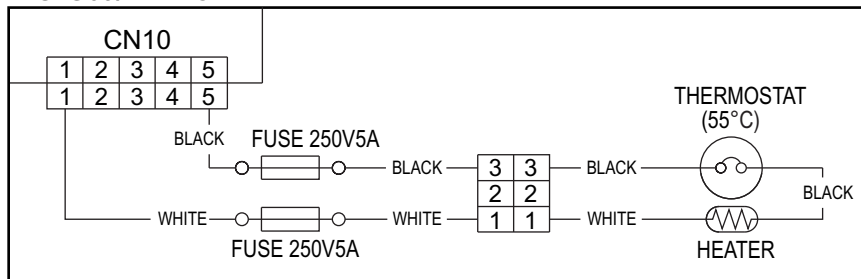 CN10
1 2 3 4 5
1 2 3 4 5
THERMOSTAT
(55°C)
BLACK
FUSE 250V5A
BLACK
3 3
BLACK
2 2
BLACK
WHITE
WHITE
1 1
WHITE
FUSE 250V5A
HEATER